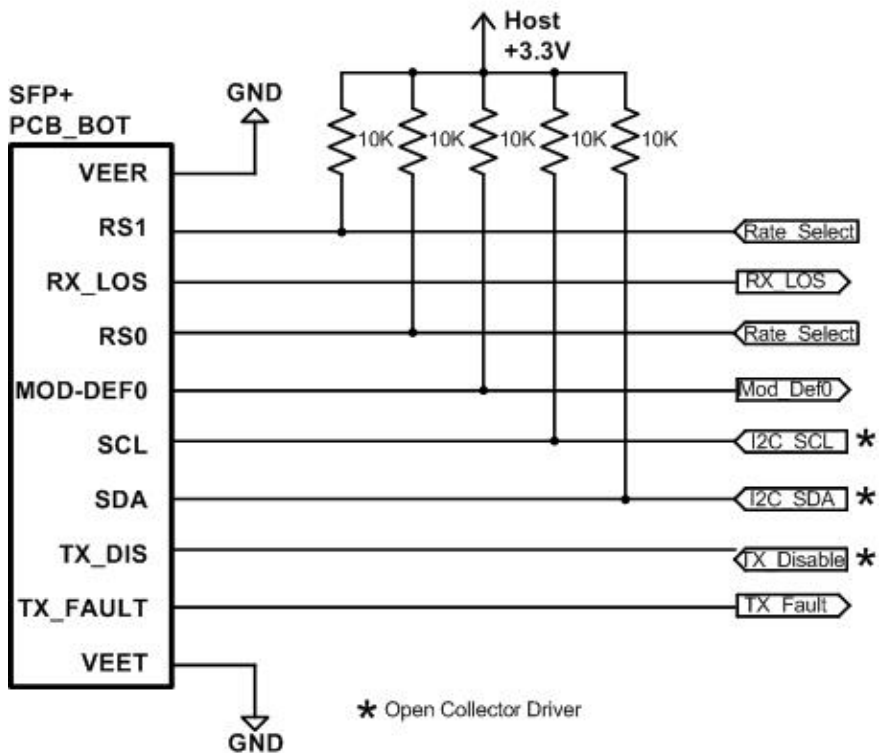 Host
+3.3V
SFP+
PCB_BOT
GND
10K
10K
10K
10K
10K
VEER
RS1
Rate_Select
RX_LOS
RX_LOS
RS0
Rate_Select
MOD-DEF0
Mod_Def0
SCL
I2C_SCL *
SDA
I2C_SDA *
TX_DIS
TX_Disable *
TX_FAULT
TX_Fault
VEET
* Open Collector Driver
GND